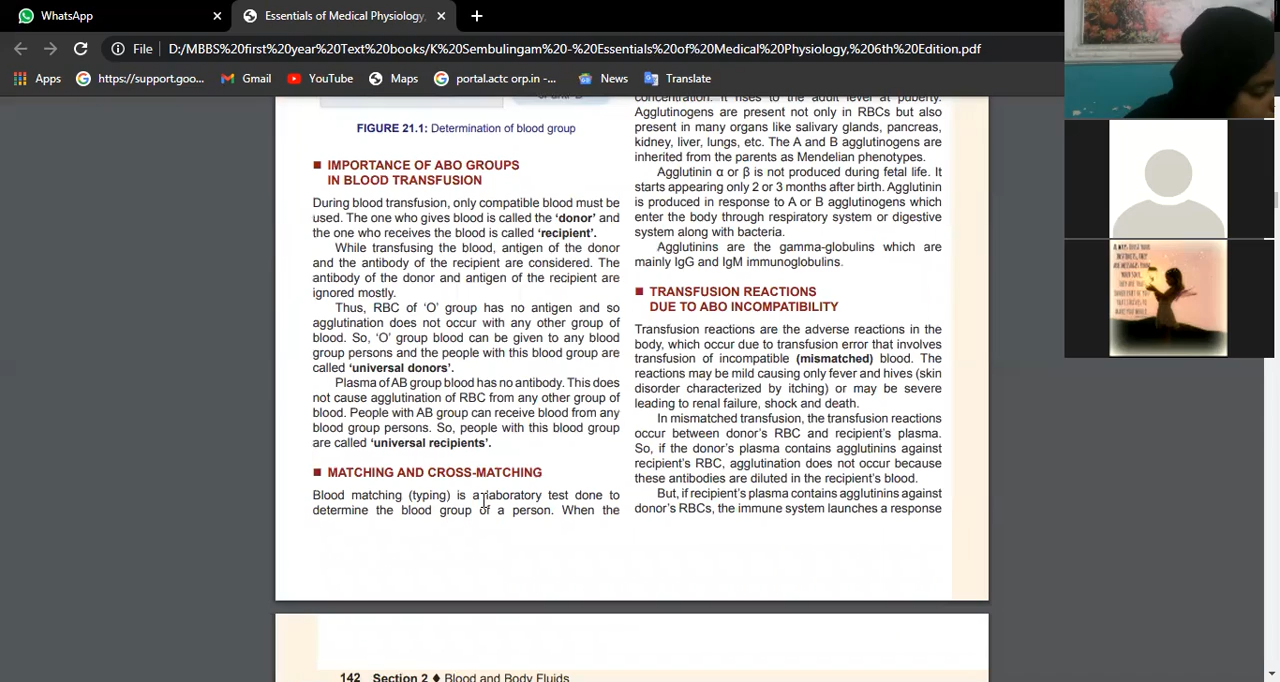 WhatsApp
Essentials of Medical Physiology,
File
D:/MBBS%20first%20year%20Text%20books/K%20Sembulingam%20-%20Essentials%20of%20Medical%20Physiology,%206th%20Edition.pdf
Apps
https://support.goo...
Gmail
YouTube
Maps
portal.actc orp.in -...
News
Translate
FIGURE 21.1: Determination of blood group
■ IMPORTANCE OF ABO GROUPS
IN BLOOD TRANSFUSION
During blood transfusion, only compatible blood must be
used. The one who gives blood is called the ‘donor’ and
the one who receives the blood is called ‘recipient’.
While transfusing the blood, antigen of the donor
and the antibody of the recipient are considered. The
antibody of the donor and antigen of the recipient are
ignored mostly.
Thus, RBC of ‘O’ group has no antigen and so
agglutination does not occur with any other group of
blood. So, ‘O’ group blood can be given to any blood
group persons and the people with this blood group are
called ‘universal donors’.
Plasma of AB group blood has no antibody. This does
not cause agglutination of RBC from any other group of
blood. People with AB group can receive blood from any
blood group persons. So, people with this blood group
are called ‘universal recipients’.
■ MATCHING AND CROSS-MATCHING
Blood matching (typing) is a laboratory test done to
determine the blood group of a person. When the
concentration. It rises to the adult level at puberty.
Agglutinogens are present not only in RBCs but also
present in many organs like salivary glands, pancreas,
kidney, liver, lungs, etc. The A and B agglutinogens are
inherited from the parents as Mendelian phenotypes.
Agglutinin α or β is not produced during fetal life. It
starts appearing only 2 or 3 months after birth. Agglutinin
is produced in response to A or B agglutinogens which
enter the body through respiratory system or digestive
system along with bacteria.
Agglutinins are the gamma-globulins which are
mainly IgG and IgM immunoglobulins.
■ TRANSFUSION REACTIONS
DUE TO ABO INCOMPATIBILITY
Transfusion reactions are the adverse reactions in the
body, which occur due to transfusion error that involves
transfusion of incompatible (mismatched) blood. The
reactions may be mild causing only fever and hives (skin
disorder characterized by itching) or may be severe
leading to renal failure, shock and death.
In mismatched transfusion, the transfusion reactions
occur between donor’s RBC and recipient’s plasma.
So, if the donor’s plasma contains agglutinins against
recipient’s RBC, agglutination does not occur because
these antibodies are diluted in the recipient’s blood.
But, if recipient’s plasma contains agglutinins against
donor’s RBCs, the immune system launches a response
142 Section 2 ♦ Blood and Body Fluids